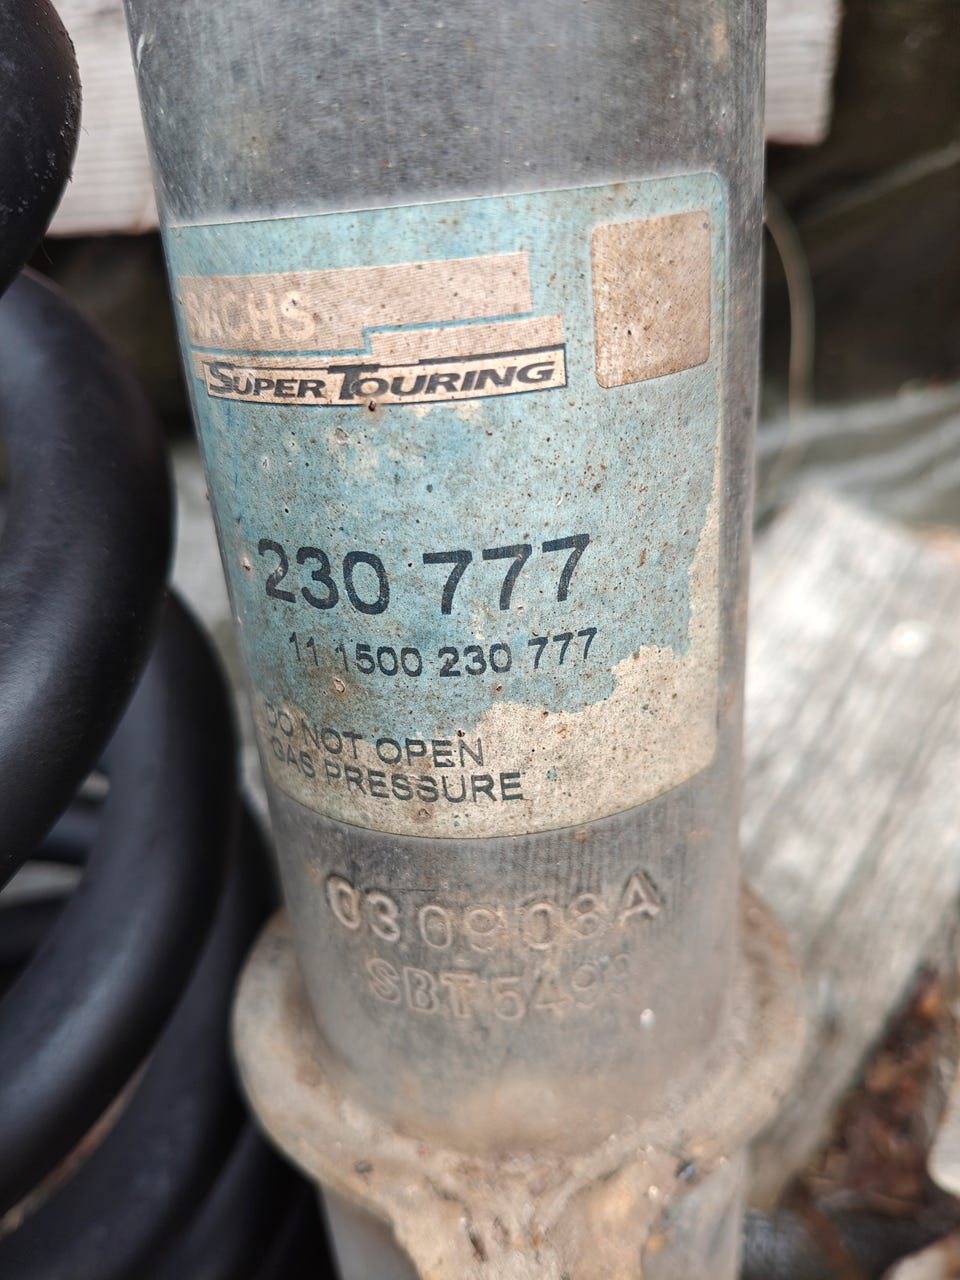 SACHS
SUPER TOURING
230 777
11 1500 230 777
DO NOT OPEN
GAS PRESSURE
030908A